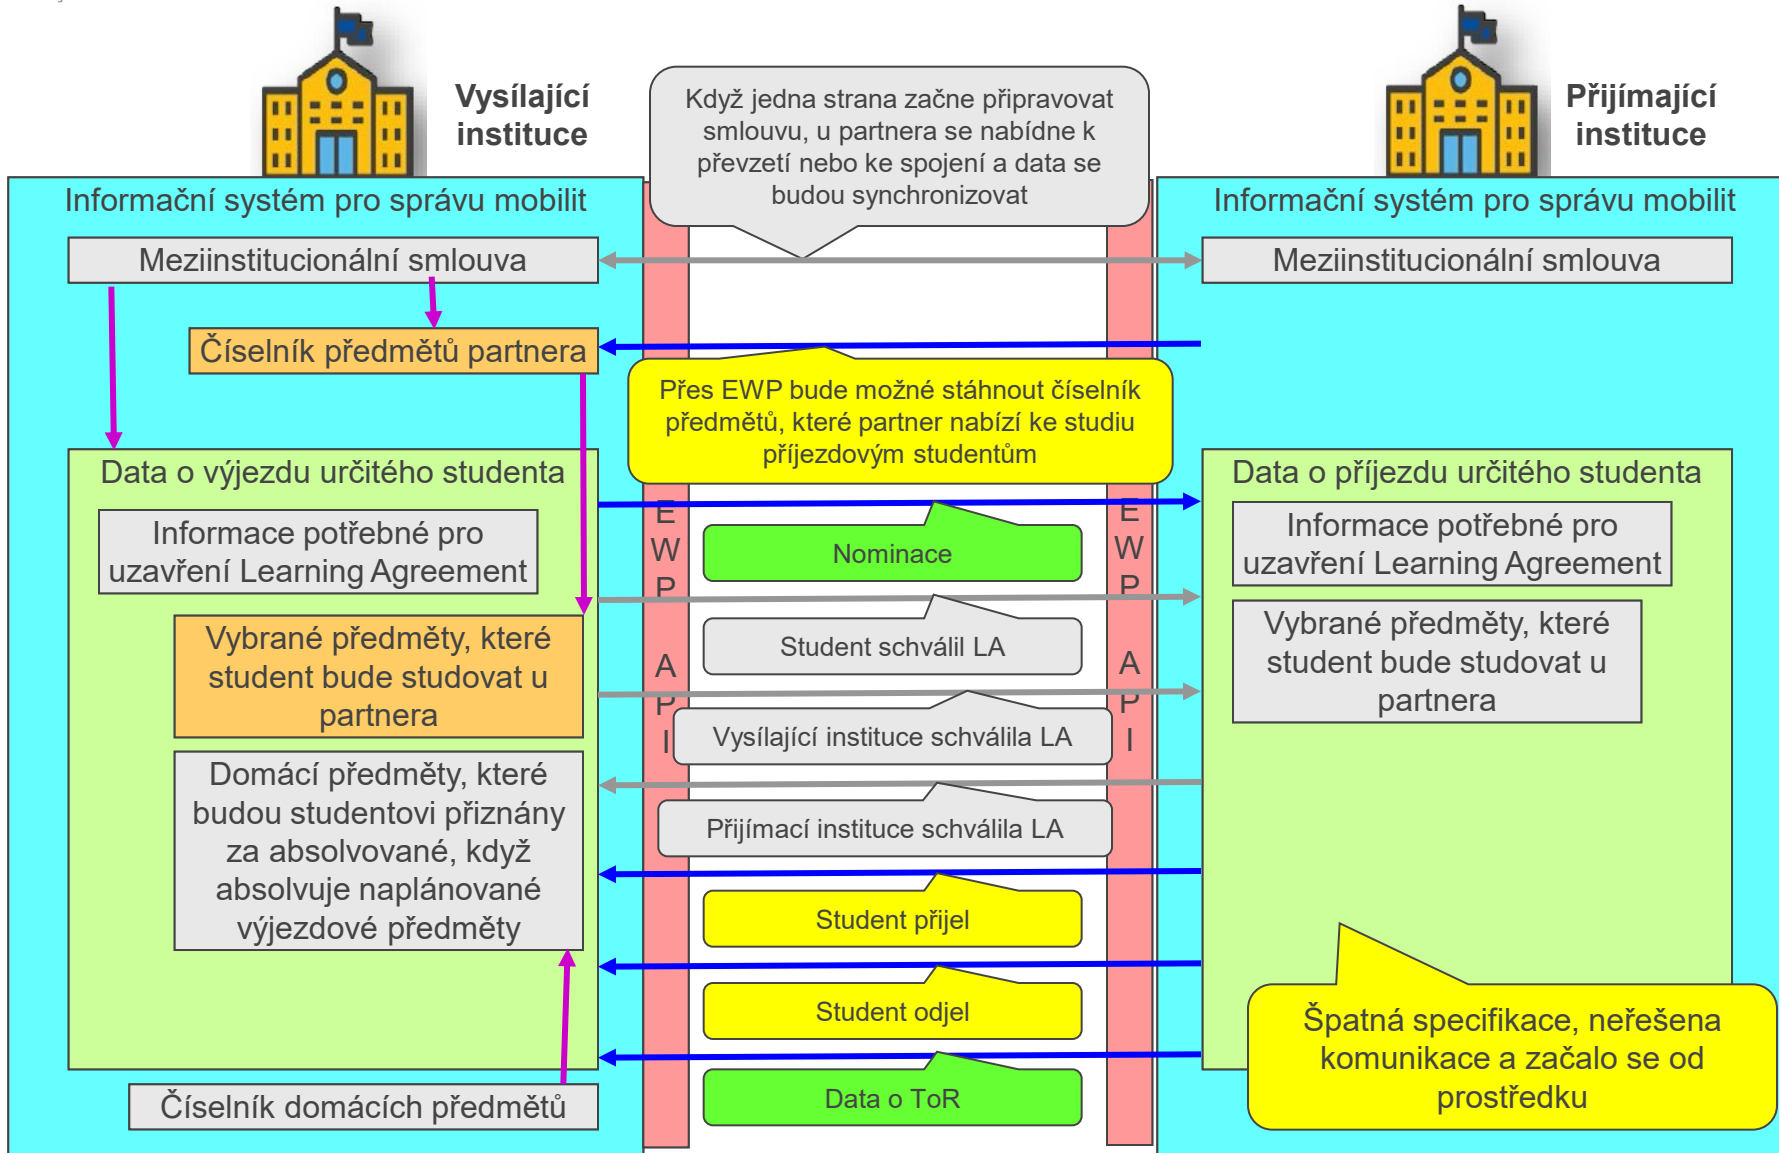 Vysílající
instituce
Když jedna strana začne připravovat
smlouvu, u partnera se nabídne k
převzetí nebo ke spojení a data se
budou synchronizovat
Přijímající
instituce
Informační systém pro správu mobilit
Informační systém pro správu mobilit
Meziinstitucionální smlouva
Meziinstitucionální smlouva
Číselník předmětů partnera
Přes EWP bude možné stáhnout číselník
předmětů, které partner nabízí ke studiu
příjezdovým studentům
Data o výjezdu určitého studenta
Informace potřebné pro
uzavření Learning Agreement
Vybrané předměty, které
student bude studovat u
partnera
Domácí předměty, které
budou studentovi přiznány
za absolvované, když
absolvuje naplánované
výjezdové předměty
Číselník domácích předmětů
E
W
P
A
P
I
Nominace
Student schválil LA
Vysílající instituce schválila LA
Přijímací instituce schválila LA
Student přijel
Student odjel
Data o ToR
E
W
P
A
P
I
Data o příjezdu určitého studenta
Informace potřebné pro
uzavření Learning Agreement
Vybrané předměty, které
student bude studovat u
partnera
Špatná specifikace, neřešena
komunikace a začalo se od
prostředku